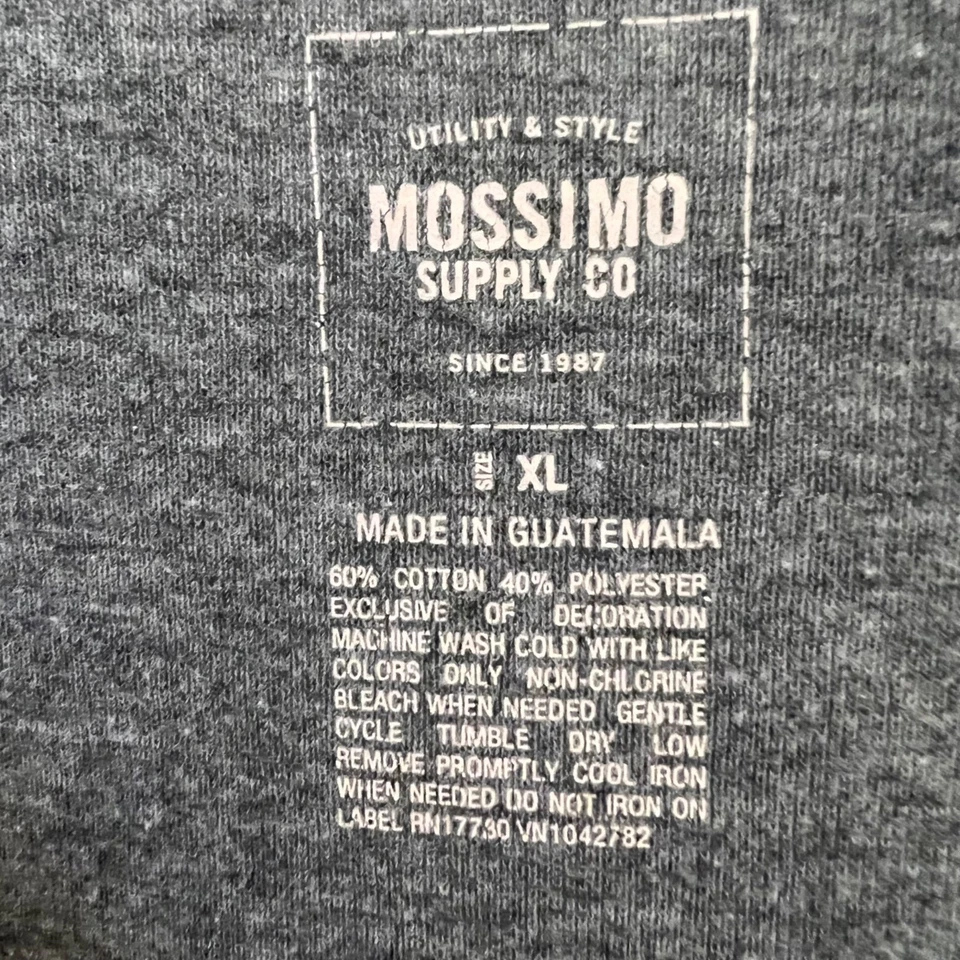 UTILITY & STYLE
MOSSIMO
SUPPLY CO
SINCE 1987
SIZE XL
MADE IN GUATEMALA
60% COTTON 40% POLYESTER
EXCLUSIVE OF DECORATION
MACHINE WASH COLD WITH LIKE
COLORS ONLY NON-CHLORINE
BLEACH WHEN NEEDED GENTLE
CYCLE TUMBLE DRY LOW
REMOVE PROMPTLY COOL IRON
WHEN NEEDED DO NOT IRON ON
LABEL RN17730 VN1042782